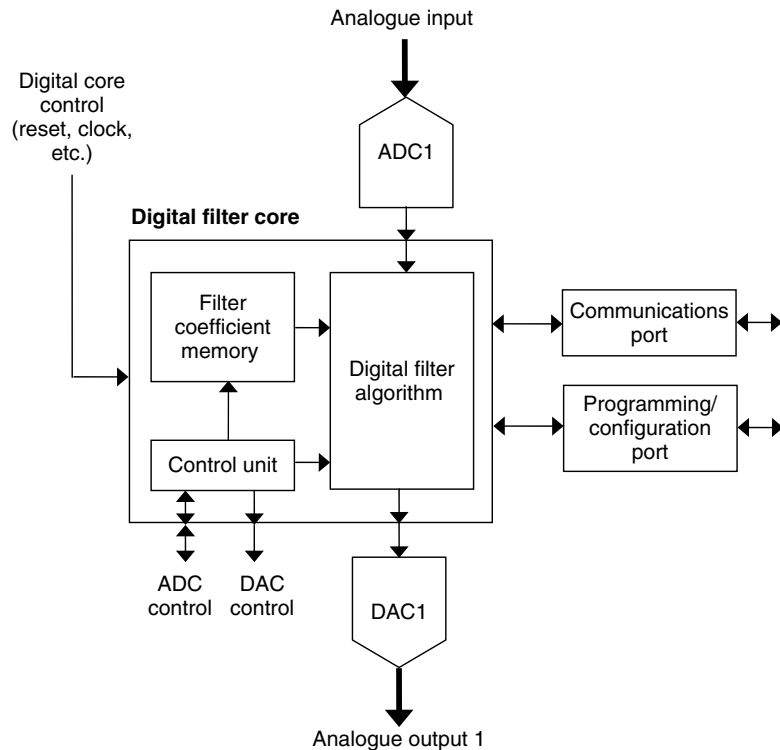 Analogue input
Digital core
control
(reset, clock,
etc.)
ADC1
Digital filter core
Filter
coefficient
memory
Digital filter
algorithm
Control unit
Communications
port
Programming/
configuration
port
ADC
control
DAC
control
DAC1
Analogue output 1